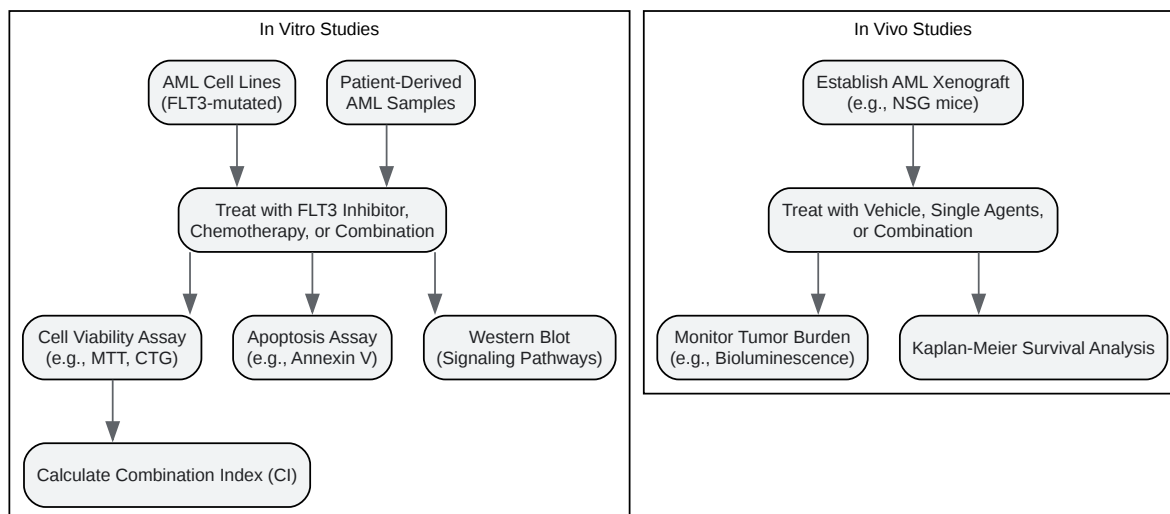 In Vitro Studies
AML Cell Lines
(FLT3-mutated)
Patient-Derived
AML Samples
Treat with FLT3 Inhibitor,
Chemotherapy, or Combination
Cell Viability Assay
(e.g., MTT, CTG)
Apoptosis Assay
(e.g., Annexin V)
Western Blot
(Signaling Pathways)
Calculate Combination Index (CI)
In Vivo Studies
Establish AML Xenograft
(e.g., NSG mice)
Treat with Vehicle, Single Agents,
or Combination
Monitor Tumor Burden
(e.g., Bioluminescence)
Kaplan-Meier Survival Analysis